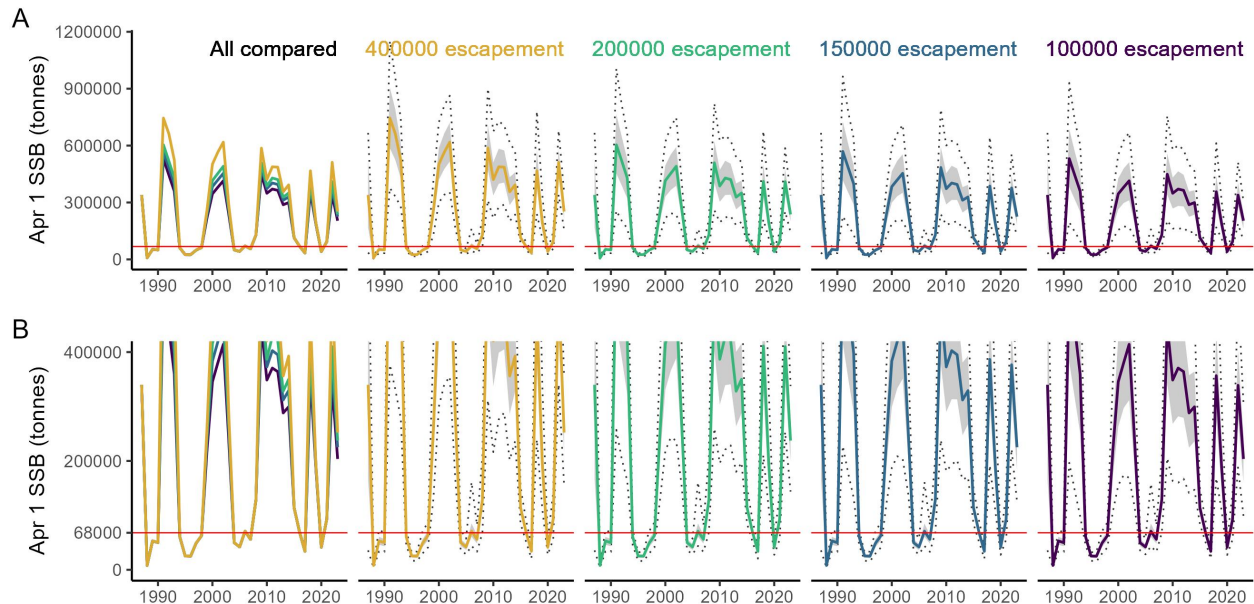 A
Apr 1 SSB (tonnes)
1200000
900000
600000
300000
0
All compared
400000 escapement
200000 escapement
150000 escapement
100000 escapement
1990 2000 2010 2020 1990 2000 2010 2020 1990 2000 2010 2020 1990 2000 2010 2020 1990 2000 2010 2020
B
Apr 1 SSB (tonnes)
400000
200000
68000
0
1990 2000 2010 2020 1990 2000 2010 2020 1990 2000 2010 2020 1990 2000 2010 2020 1990 2000 2010 2020